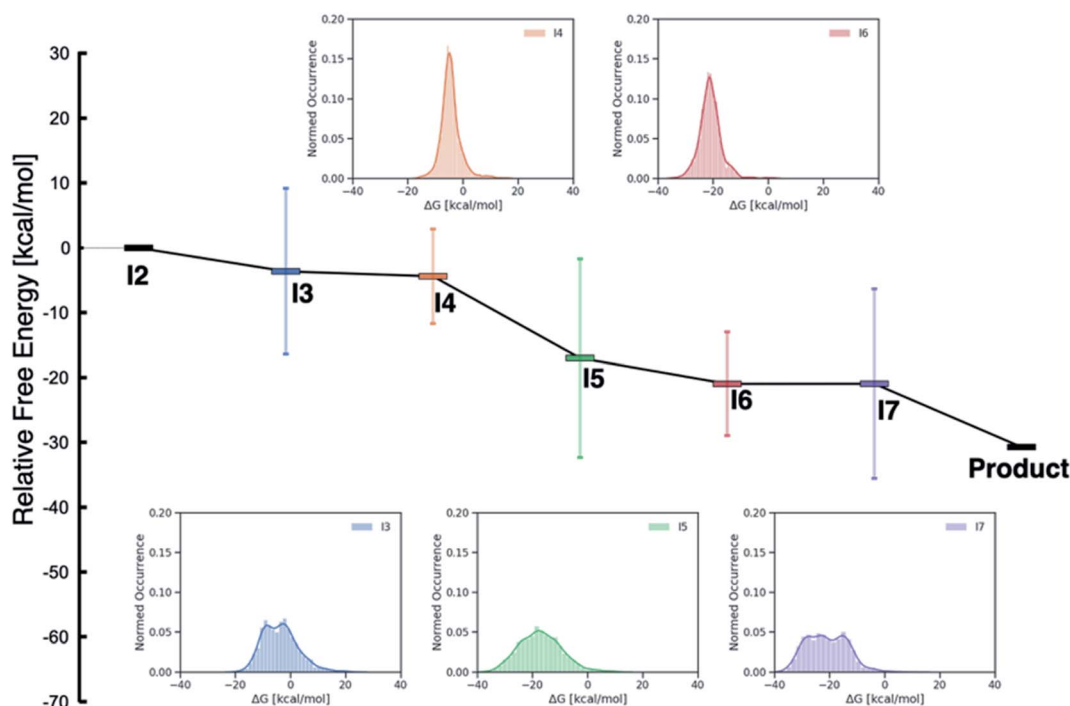 Relative Free Energy [kcal/mol]
30
20
10
0
-10
-20
-30
-40
-50
-60
-70
I2
I3
I4
I5
I6
I7
Product
Normed Occurrence
0.20
0.15
0.10
0.05
0.00
I4
−40 −20 0 20 40
ΔG [kcal/mol]
Normed Occurrence
0.20
0.15
0.10
0.05
0.00
I6
−40 −20 0 20 40
ΔG [kcal/mol]
Normed Occurrence
0.20
0.15
0.10
0.05
0.00
I3
−40 −20 0 20 40
ΔG [kcal/mol]
Normed Occurrence
0.20
0.15
0.10
0.05
0.00
I5
−40 −20 0 20 40
ΔG [kcal/mol]
Normed Occurrence
0.20
0.15
0.10
0.05
0.00
I7
−40 −20 0 20 40
ΔG [kcal/mol]